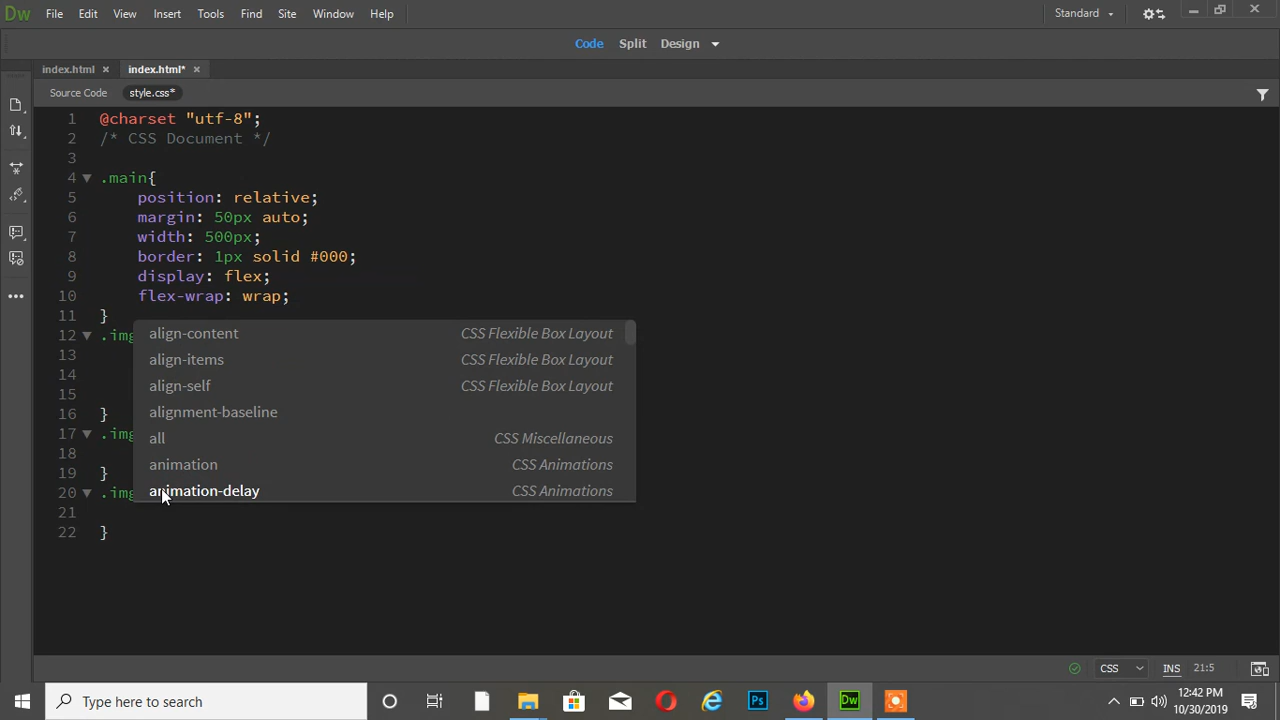 Dw File Edit View Insert Tools Find Site Window Help Standard
Code Split Design
index.html × index.html* ×
Source Code style.css*
1 @charset "utf-8";
2 /* CSS Document */
3
4 .main{
5 position: relative;
6 margin: 50px auto;
7 width: 500px;
8 border: 1px solid #000;
9 display: flex;
10 flex-wrap: wrap;
11 }
12 .img
align-content CSS Flexible Box Layout
13
align-items CSS Flexible Box Layout
14
align-self CSS Flexible Box Layout
15
16 }
alignment-baseline
17 .img
all CSS Miscellaneous
18
animation CSS Animations
19 }
20 .img
animation-delay CSS Animations
21
22 }
CSS INS 21:5
Type here to search
Ps Dw
12:42 PM
10/30/2019